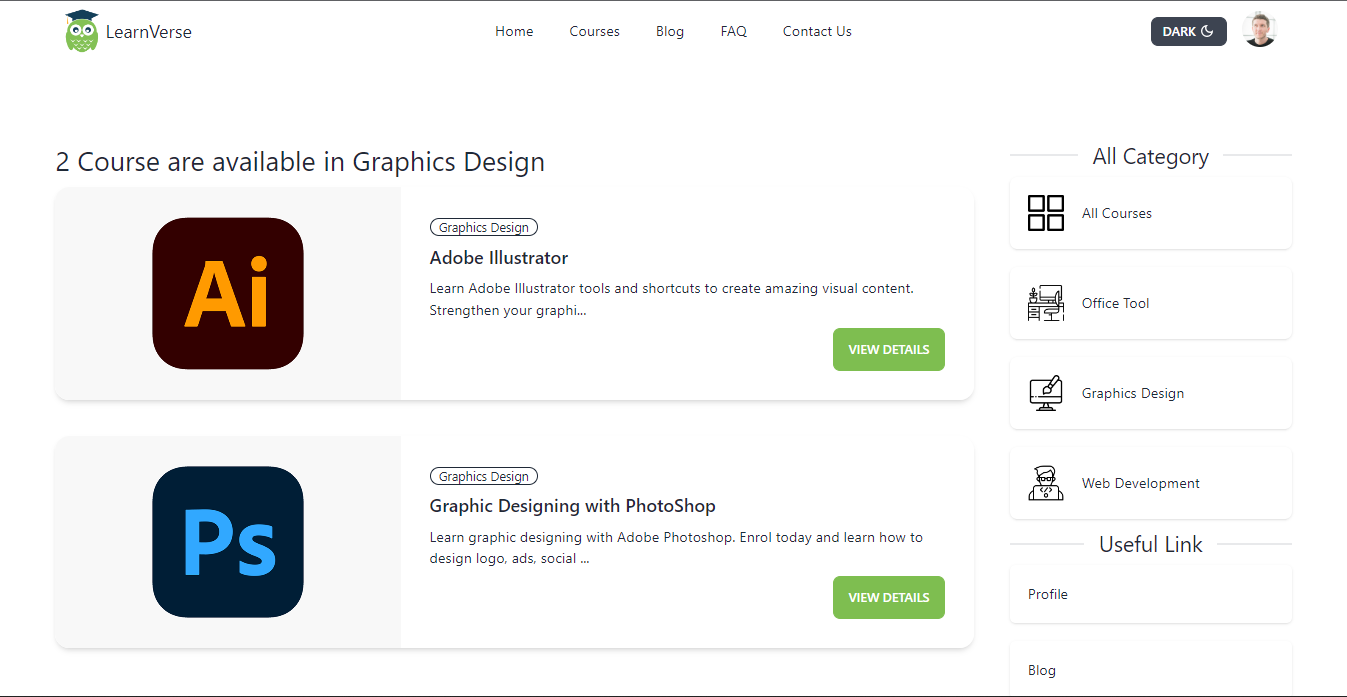 LearnVerse
Home
Courses
Blog
FAQ
Contact Us
DARK
2 Course are available in Graphics Design
Ai
Graphics Design
Adobe Illustrator
Learn Adobe Illustrator tools and shortcuts to create amazing visual content.
Strengthen your graphi...
VIEW DETAILS
Ps
Graphics Design
Graphic Designing with PhotoShop
Learn graphic designing with Adobe Photoshop. Enrol today and learn how to
design logo, ads, social ...
VIEW DETAILS
All Category
All Courses
Office Tool
Graphics Design
Web Development
Useful Link
Profile
Blog